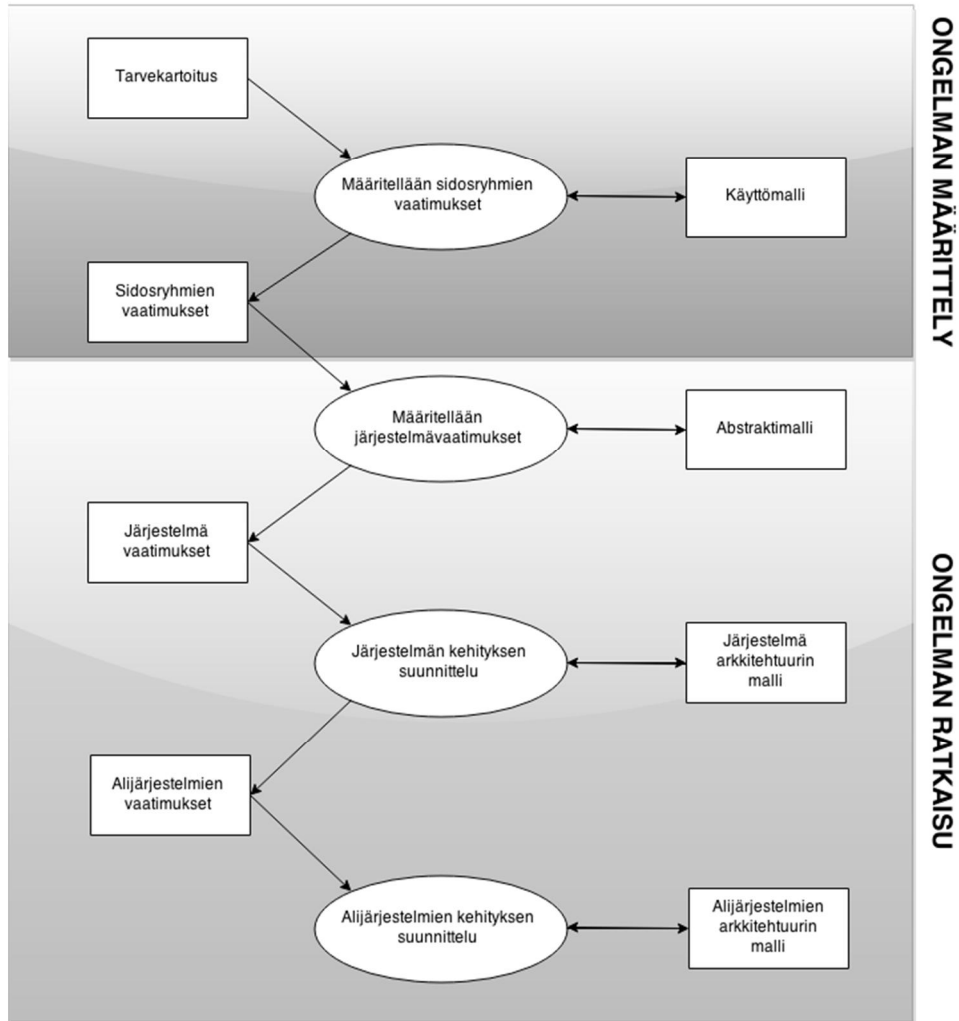 ONGELMAN MÄÄRITTELY
Tarvekartoitus
Määritellään sidosryhmien
vaatimukset
Käyttömalli
Sidosryhmien
vaatimukset
ONGELMAN RATKAISU
Määritellään
järjestelmävaatimukset
Abstraktimalli
Järjestelmä
vaatimukset
Järjestelmän kehityksen
suunnittelu
Järjestelmä
arkkitehtuurin
malli
Alijärjestelmien
vaatimukset
Alijärjestelmien kehityksen
suunnittelu
Alijärjestelmien
arkkitehtuurin
malli